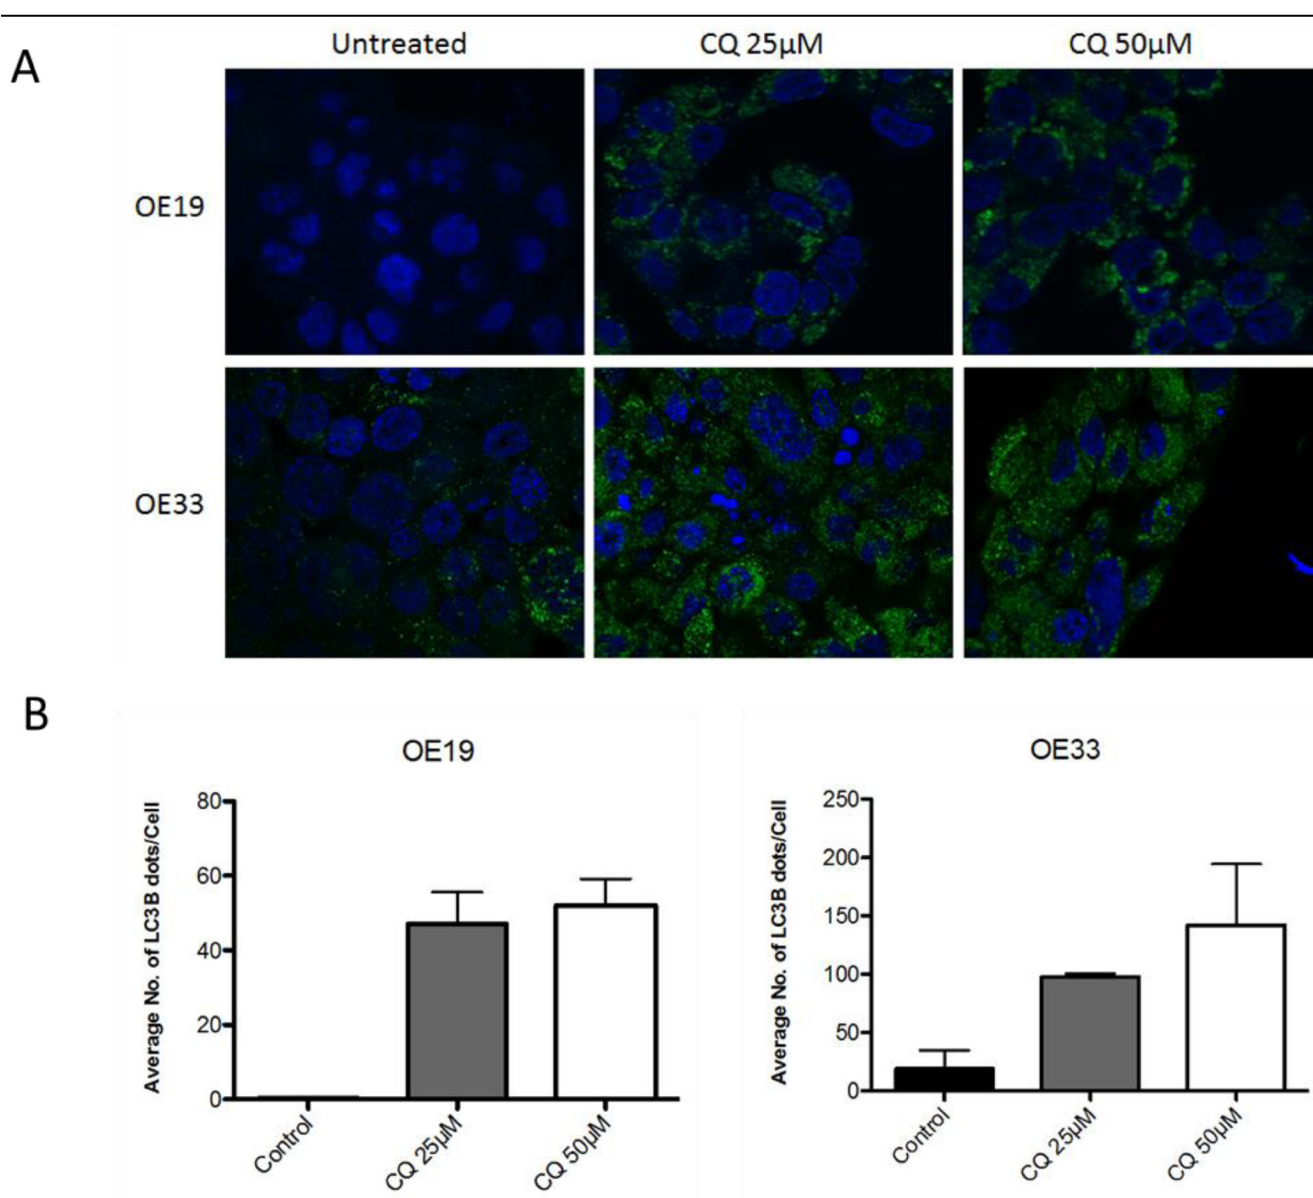 A
Untreated
CQ 25µM
CQ 50µM
OE19
OE33
B
OE19
Average No. of LC3B dots/Cell
80
60
40
20
0
Control
CQ 25µM
CQ 50µM
OE33
Average No. of LC3B dots/Cell
250
200
150
100
50
0
Control
CQ 25µM
CQ 50µM